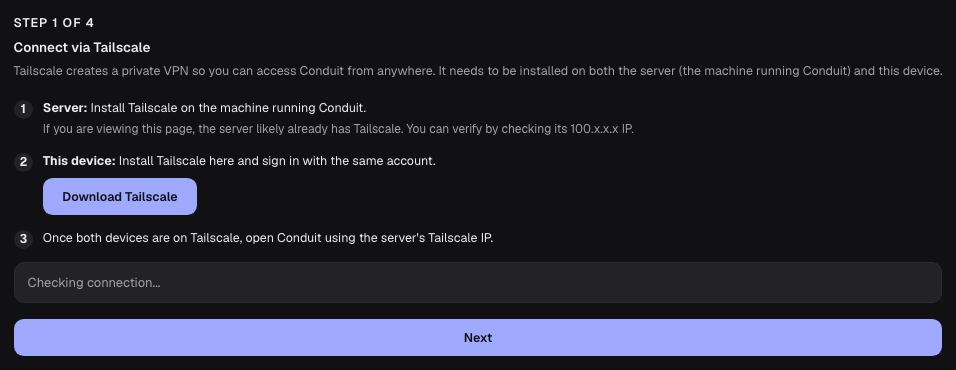 STEP 1 OF 4
Connect via Tailscale
Tailscale creates a private VPN so you can access Conduit from anywhere. It needs to be installed on both the server (the machine running Conduit) and this device.
1 Server: Install Tailscale on the machine running Conduit.
If you are viewing this page, the server likely already has Tailscale. You can verify by checking its 100.x.x.x IP.
2 This device: Install Tailscale here and sign in with the same account.
Download Tailscale
3 Once both devices are on Tailscale, open Conduit using the server's Tailscale IP.
Checking connection...
Next